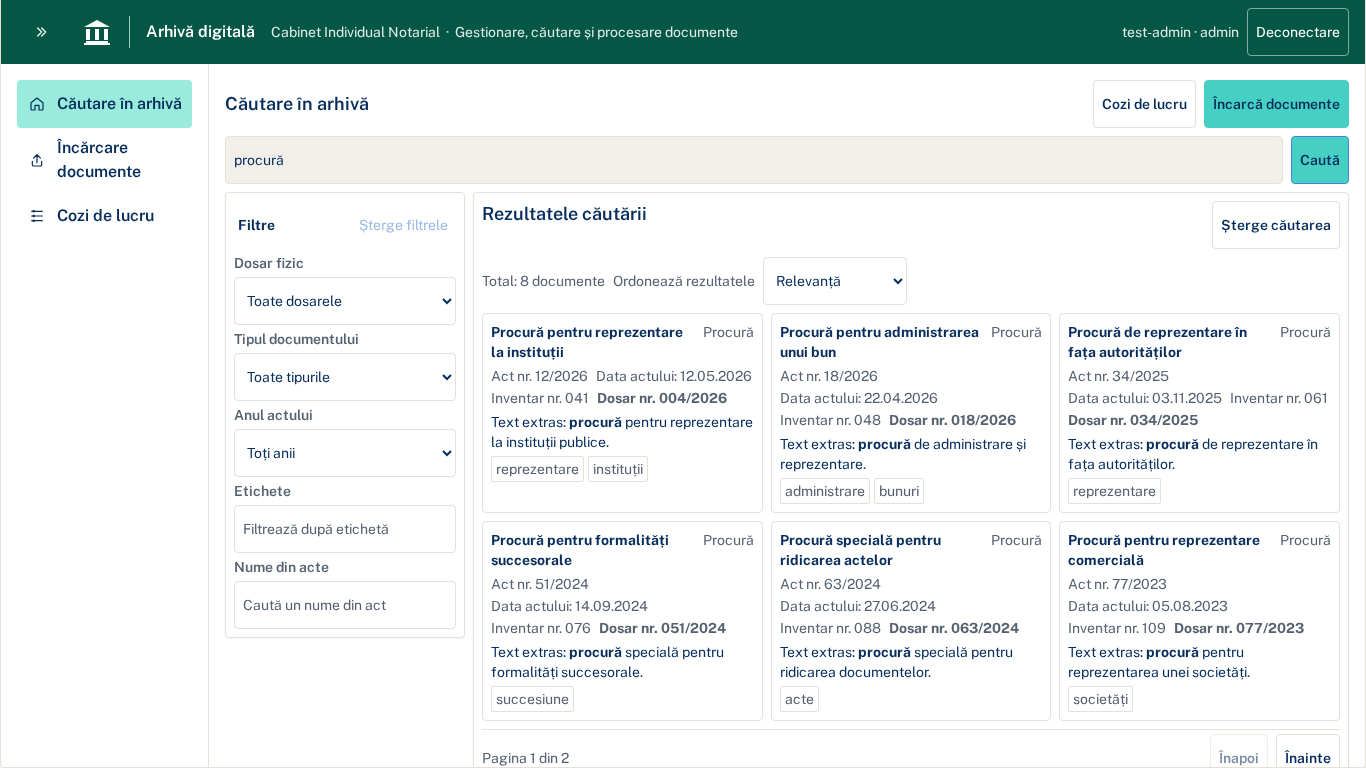 Arhivă digitală Cabinet Individual Notarial · Gestionare, căutare și procesare documente test-admin · admin Deconectare
Căutare în arhivă
Încărcare
documente
Cozi de lucru
Căutare în arhivă Cozi de lucru Încarcă documente
procură Caută
Filtre Șterge filtrele
Dosar fizic
Toate dosarele
Tipul documentului
Toate tipurile
Anul actului
Toți anii
Etichete
Filtrează după etichetă
Nume din acte
Caută un nume din act
Rezultatele căutării Șterge căutarea
Total: 8 documente Ordonează rezultatele Relevanță
Procură pentru reprezentare Procură
la instituții
Act nr. 12/2026 Data actului: 12.05.2026
Inventar nr. 041 Dosar nr. 004/2026
Text extras: procură pentru reprezentare
la instituții publice.
reprezentare instituții
Procură pentru administrarea Procură
unui bun
Act nr. 18/2026
Data actului: 22.04.2026
Inventar nr. 048 Dosar nr. 018/2026
Text extras: procură de administrare și
reprezentare.
administrare bunuri
Procură de reprezentare în Procură
fața autorităților
Act nr. 34/2025
Data actului: 03.11.2025 Inventar nr. 061
Dosar nr. 034/2025
Text extras: procură de reprezentare în
fața autorităților.
reprezentare
Procură pentru formalități Procură
succesorale
Act nr. 51/2024
Data actului: 14.09.2024
Inventar nr. 076 Dosar nr. 051/2024
Text extras: procură specială pentru
formalități succesorale.
succesiune
Procură specială pentru Procură
ridicarea actelor
Act nr. 63/2024
Data actului: 27.06.2024
Inventar nr. 088 Dosar nr. 063/2024
Text extras: procură specială pentru
ridicarea documentelor.
acte
Procură pentru reprezentare Procură
comercială
Act nr. 77/2023
Data actului: 05.08.2023
Inventar nr. 109 Dosar nr. 077/2023
Text extras: procură pentru
reprezentarea unei societăți.
societăți
Pagina 1 din 2 Înapoi Înainte